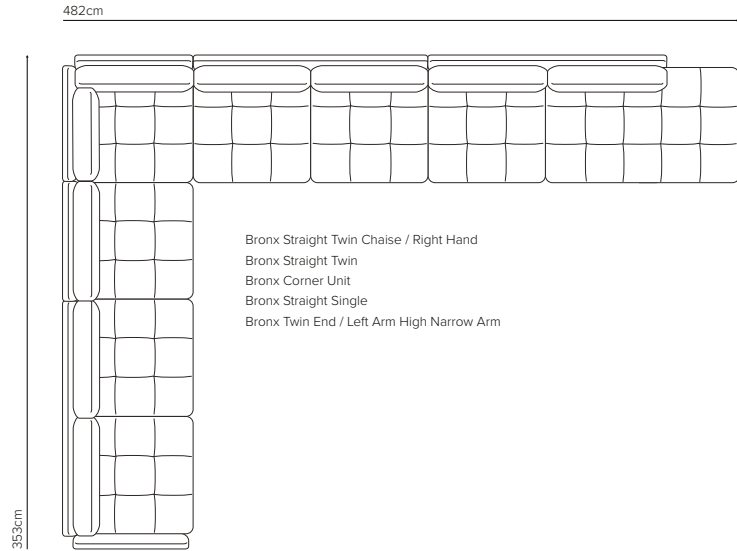 482cm
Bronx Straight Twin Chaise / Right Hand
Bronx Straight Twin
Bronx Corner Unit
Bronx Straight Single
Bronx Twin End / Left Arm High Narrow Arm
353cm